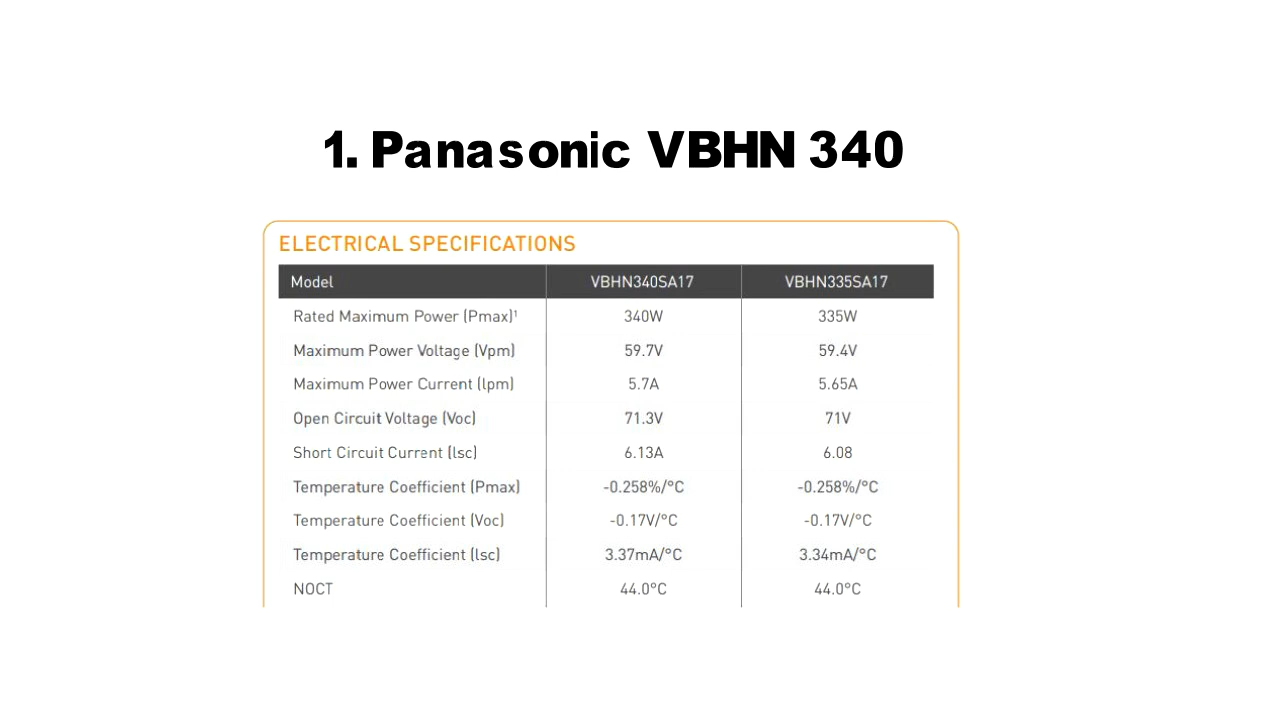 1. Panasonic VBHN 340
ELECTRICAL SPECIFICATIONS
Model VBHN340SA17 VBHN335SA17
Rated Maximum Power (Pmax)¹ 340W 335W
Maximum Power Voltage (Vpm) 59.7V 59.4V
Maximum Power Current (Ipm) 5.7A 5.65A
Open Circuit Voltage (Voc) 71.3V 71V
Short Circuit Current (Isc) 6.13A 6.08
Temperature Coefficient (Pmax) -0.258%/°C -0.258%/°C
Temperature Coefficient (Voc) -0.17V/°C -0.17V/°C
Temperature Coefficient (Isc) 3.37mA/°C 3.34mA/°C
NOCT 44.0°C 44.0°C